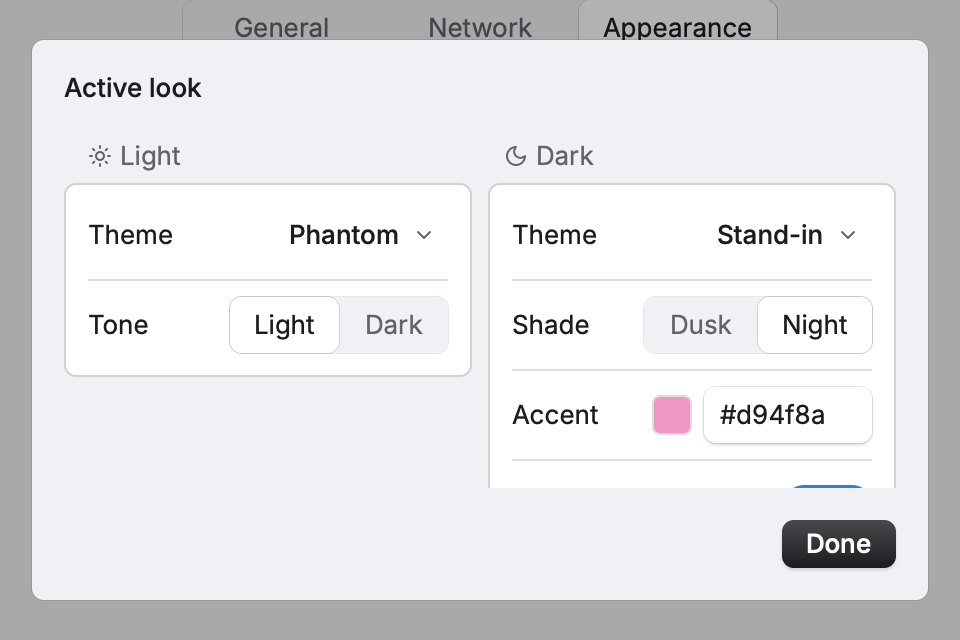 General Network Appearance
Active look
Light
Theme Phantom
Tone Light Dark
Dark
Theme Stand-in
Shade Dusk Night
Accent #d94f8a
Done